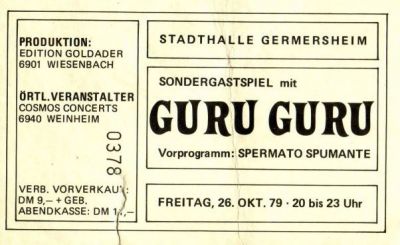 PRODUKTION:
EDITION GOLDADER
6901 WIESENBACH
ÖRTL.VERANSTALTER
COSMOS CONCERTS
6940 WEINHEIM
0378
VERB. VORVERKAUF:
DM 9,– + GEB.
ABENDKASSE: DM
STADTHALLE GERMERSHEIM
SONDERGASTSPIEL mit
GURU GURU
Vorprogramm: SPERMATO SPUMANTE
FREITAG, 26. OKT. 79 · 20 bis 23 Uhr